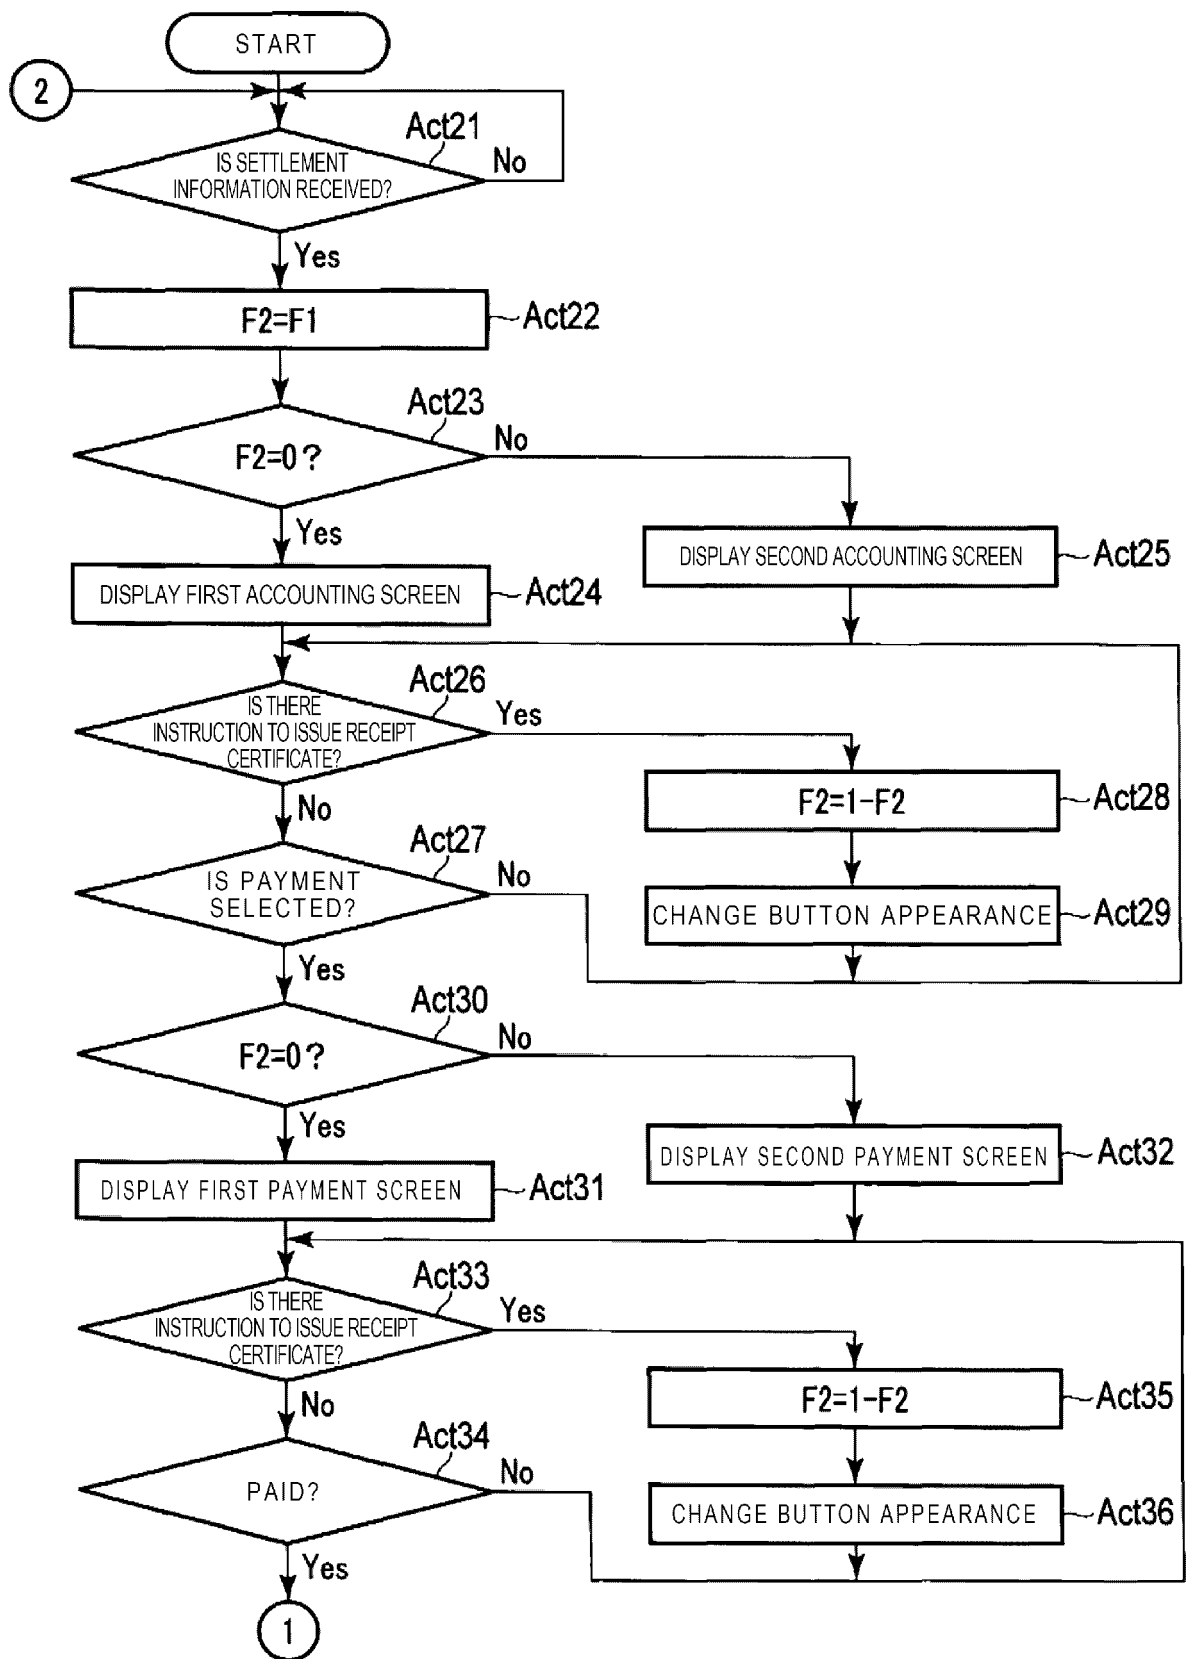 START
2
Act21
IS SETTLEMENT
INFORMATION RECEIVED?
No
Yes
F2=F1
Act22
Act23
F2=0?
No
Yes
DISPLAY SECOND ACCOUNTING SCREEN
Act25
DISPLAY FIRST ACCOUNTING SCREEN
Act24
Act26
IS THERE
INSTRUCTION TO ISSUE RECEIPT
CERTIFICATE?
Yes
No
F2=1-F2
Act28
Act27
IS PAYMENT
SELECTED?
No
CHANGE BUTTON APPEARANCE
Act29
Yes
Act30
F2=0?
No
Yes
DISPLAY SECOND PAYMENT SCREEN
Act32
DISPLAY FIRST PAYMENT SCREEN
Act31
Act33
IS THERE
INSTRUCTION TO ISSUE RECEIPT
CERTIFICATE?
Yes
No
F2=1-F2
Act35
Act34
PAID?
No
CHANGE BUTTON APPEARANCE
Act36
Yes
1